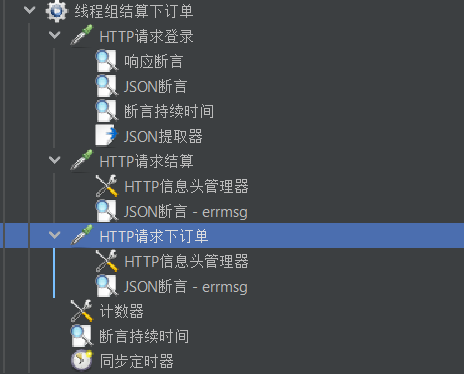 线程组结算下订单
HTTP请求登录
响应断言
JSON断言
断言持续时间
JSON提取器
HTTP请求结算
HTTP信息头管理器
JSON断言 - errmsg
HTTP请求下订单
HTTP信息头管理器
JSON断言 - errmsg
计数器
断言持续时间
同步定时器